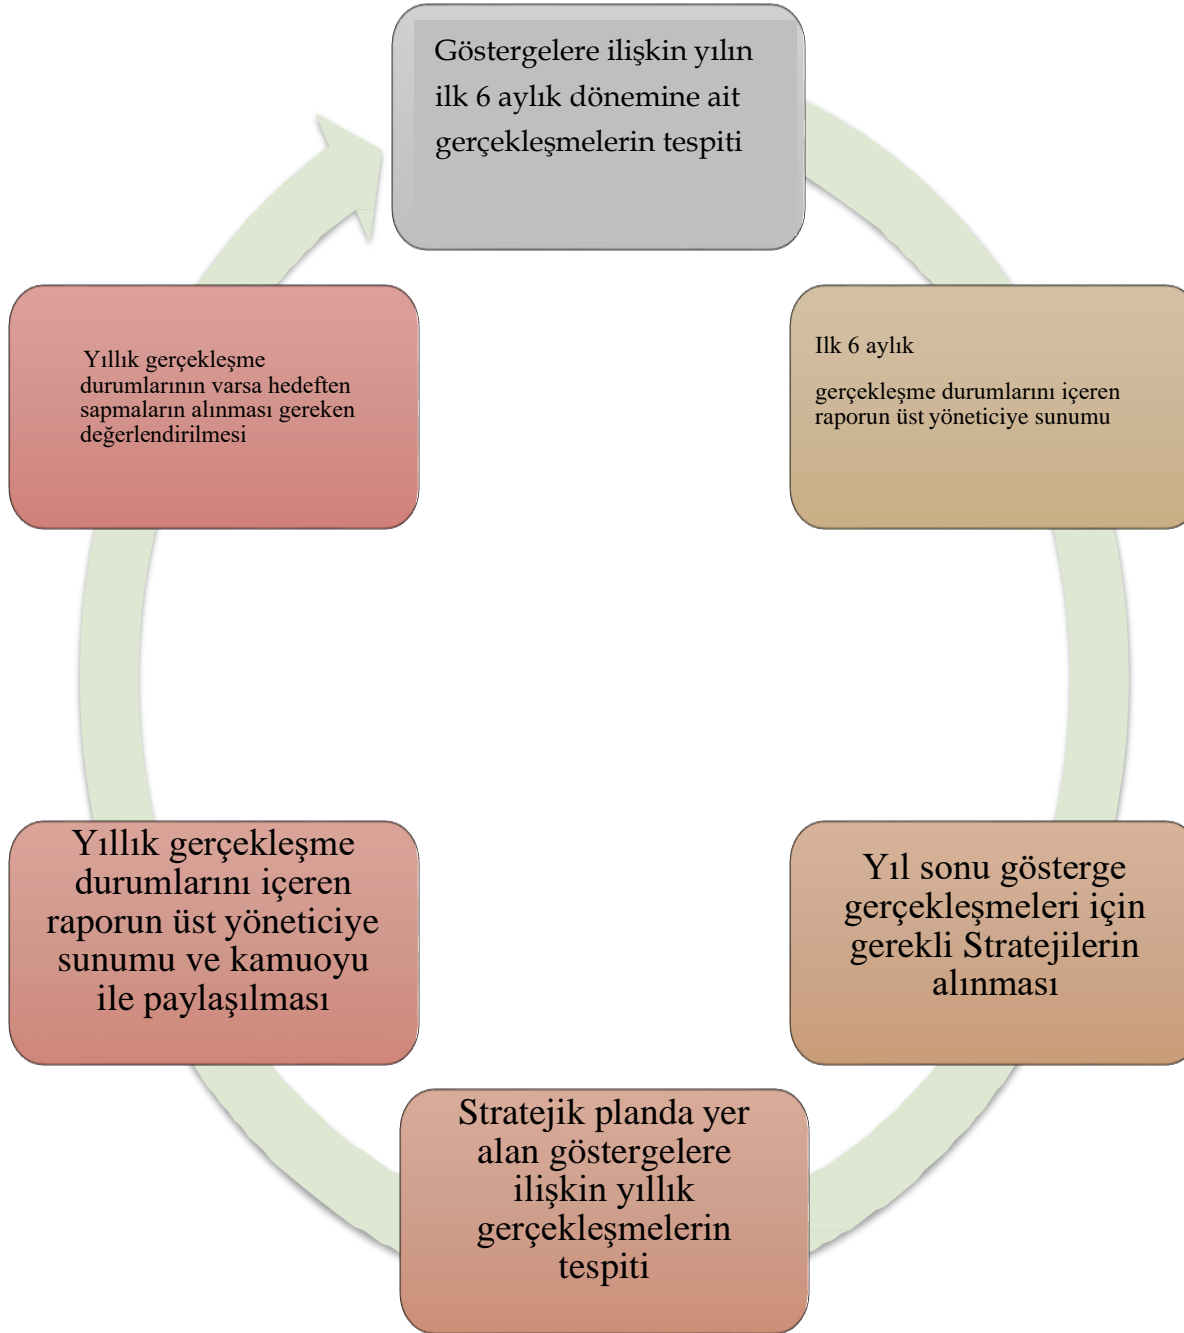 Göstergelere ilişkin yılın
ilk 6 aylık dönemine ait
gerçekleşmelerin tespiti
Ilk 6 aylık
gerçekleşme durumlarını içeren
raporun üst yöneticiye sunumu
Yıl sonu gösterge
gerçekleşmeleri için
gerekli Stratejilerin
alınması
Stratejik planda yer
alan göstergelere
ilişkin yıllık
gerçekleşmelerin
tespiti
Yıllık gerçekleşme
durumlarını içeren
raporun üst yöneticiye
sunumu ve kamuoyu
ile paylaşılması
Yıllık gerçekleşme
durumlarının varsa hedeften
sapmaların alınması gereken
değerlendirilmesi